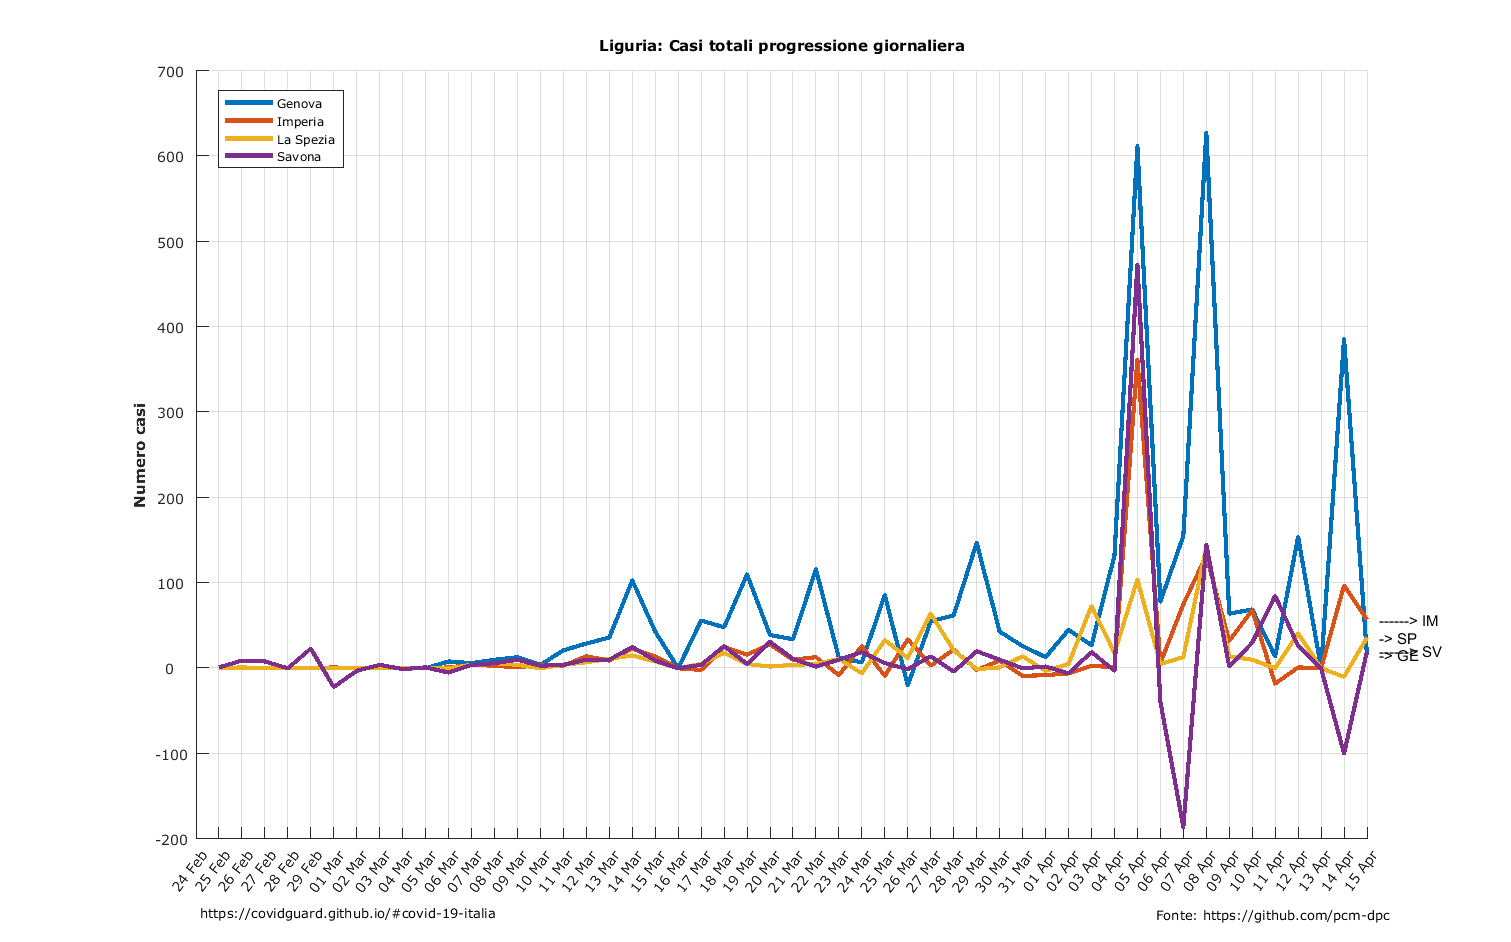 Liguria: Casi totali progressione giornaliera
Numero casi
700
600
500
400
300
200
100
0
-100
-200
Genova
Imperia
La Spezia
Savona
------> IM
-> SP
------> SV
-> GE
24 Feb
25 Feb
26 Feb
27 Feb
28 Feb
29 Feb
01 Mar
02 Mar
03 Mar
04 Mar
05 Mar
06 Mar
07 Mar
08 Mar
09 Mar
10 Mar
11 Mar
12 Mar
13 Mar
14 Mar
15 Mar
16 Mar
17 Mar
18 Mar
19 Mar
20 Mar
21 Mar
22 Mar
23 Mar
24 Mar
25 Mar
26 Mar
27 Mar
28 Mar
29 Mar
30 Mar
31 Mar
01 Apr
02 Apr
03 Apr
04 Apr
05 Apr
06 Apr
07 Apr
08 Apr
09 Apr
10 Apr
11 Apr
12 Apr
13 Apr
14 Apr
15 Apr
https://covidguard.github.io/#covid-19-italia
Fonte: https://github.com/pcm-dpc